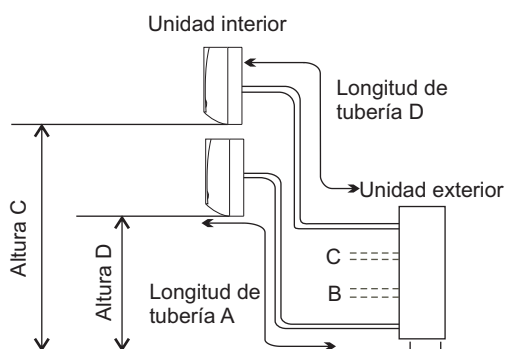 Unidad interior
Longitud de
tubería D
Unidad exterior
Altura C
Altura D
C
B
Longitud de
tubería A